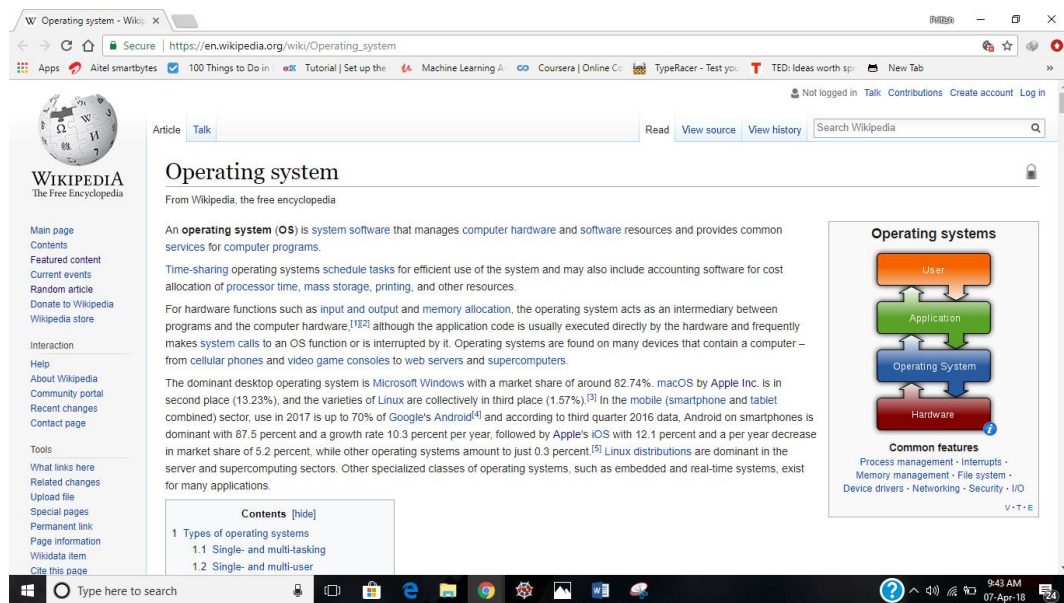 Operating system - Wikip
Pritish
Secure | https://en.wikipedia.org/wiki/Operating_system
Apps Aitel smartbytes 100 Things to Do in Tutorial | Set up the Machine Learning A Coursera | Online Co TypeRacer - Test you TED: Ideas worth spr New Tab »
Not logged in Talk Contributions Create account Log in
Article Talk Read View source View history Search Wikipedia
WIKIPEDIA
The Free Encyclopedia
Main page
Contents
Featured content
Current events
Random article
Donate to Wikipedia
Wikipedia store
Interaction
Help
About Wikipedia
Community portal
Recent changes
Contact page
Tools
What links here
Related changes
Upload file
Special pages
Permanent link
Page information
Wikidata item
Cite this page
Operating system
From Wikipedia, the free encyclopedia
An operating system (OS) is system software that manages computer hardware and software resources and provides common
services for computer programs.
Time-sharing operating systems schedule tasks for efficient use of the system and may also include accounting software for cost
allocation of processor time, mass storage, printing, and other resources.
For hardware functions such as input and output and memory allocation, the operating system acts as an intermediary between
programs and the computer hardware,[1][2] although the application code is usually executed directly by the hardware and frequently
makes system calls to an OS function or is interrupted by it. Operating systems are found on many devices that contain a computer –
from cellular phones and video game consoles to web servers and supercomputers.
The dominant desktop operating system is Microsoft Windows with a market share of around 82.74%. macOS by Apple Inc. is in
second place (13.23%), and the varieties of Linux are collectively in third place (1.57%).[3] In the mobile (smartphone and tablet
combined) sector, use in 2017 is up to 70% of Google's Android[4] and according to third quarter 2016 data, Android on smartphones is
dominant with 87.5 percent and a growth rate 10.3 percent per year, followed by Apple's iOS with 12.1 percent and a per year decrease
in market share of 5.2 percent, while other operating systems amount to just 0.3 percent.[5] Linux distributions are dominant in the
server and supercomputing sectors. Other specialized classes of operating systems, such as embedded and real-time systems, exist
for many applications.
Contents [hide]
1 Types of operating systems
1.1 Single- and multi-tasking
1.2 Single- and multi-user
Operating systems
User
Application
Operating System
Hardware
Common features
Process management · Interrupts ·
Memory management · File system ·
Device drivers · Networking · Security · I/O
V · T · E
Type here to search
9:43 AM
07-Apr-18
24